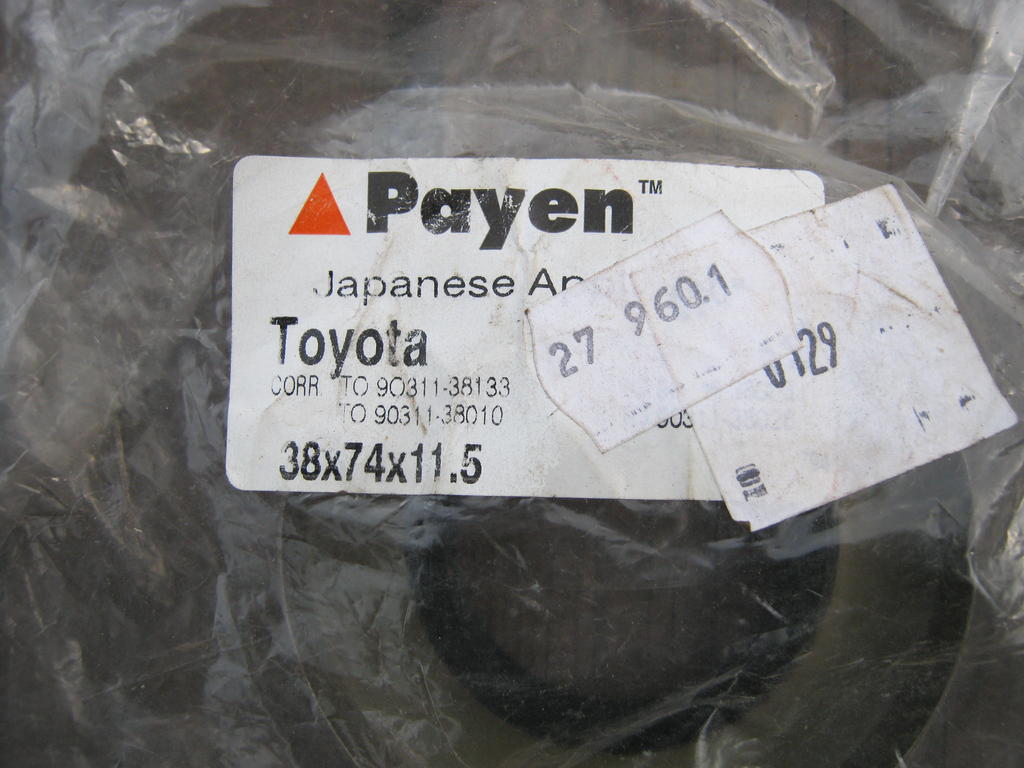 Payen™
Japanese
Toyota
CORR TO 90311-38133
TO 90311-38010
38x74x11.5
27 960.1
0129